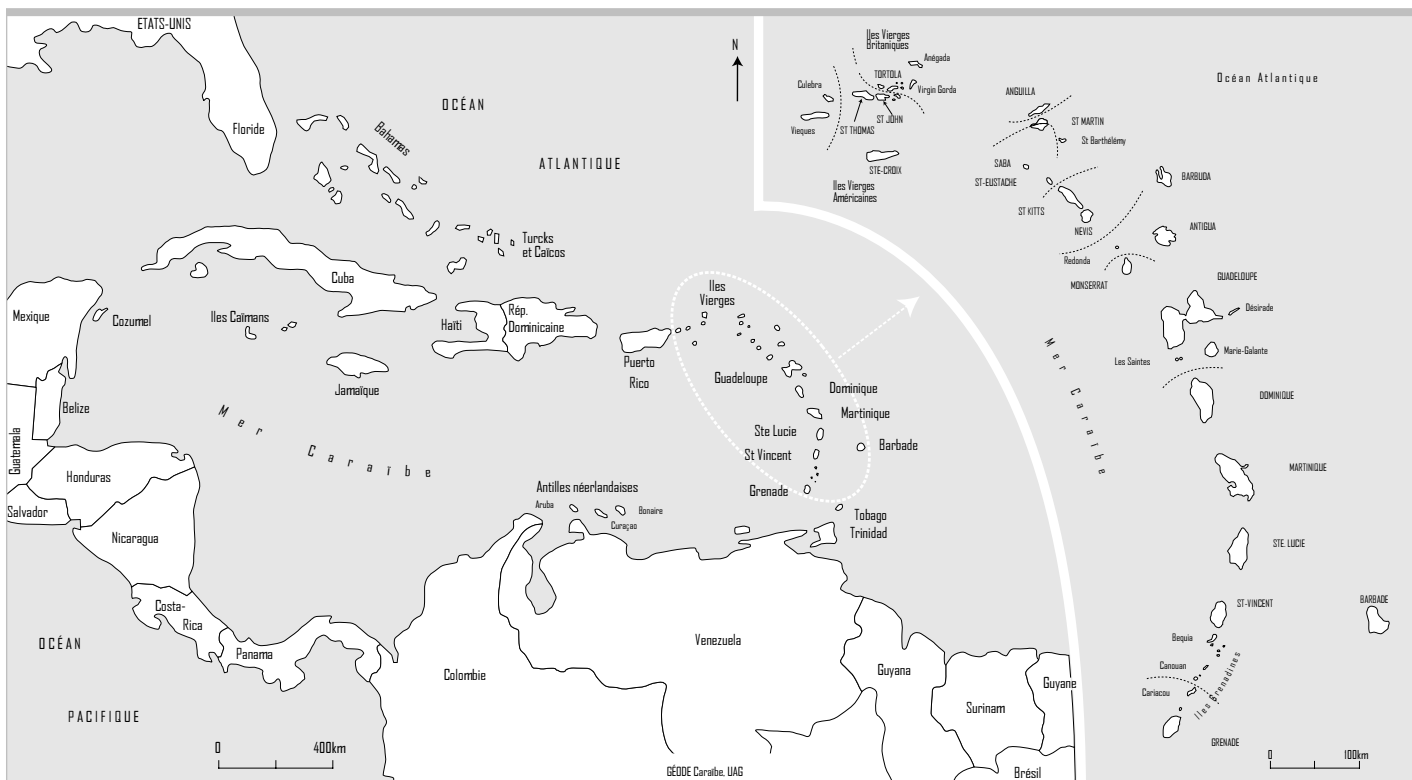 ETATS-UNIS
Floride
OCÉAN
ATLANTIQUE
Bahamas
Turcks
et Caïcos
Cuba
Mexique
Cozumel
Iles Caïmans
Haïti
Rép.
Dominicaine
Jamaïque
Puerto
Rico
Iles
Vierges
Guadeloupe
Dominique
Martinique
Ste Lucie
Barbade
St Vincent
Grenade
Tobago
Trinidad
Belize
Guatemala
Honduras
Salvador
Nicaragua
Costa-
Rica
Panama
Mer Caraïbe
Antilles néerlandaises
Aruba
Curaçao
Bonaire
Colombie
Venezuela
Guyana
Surinam
Guyane
Brésil
OCÉAN
PACIFIQUE
0 400km
GÉODE Caraïbe, UAG
N
Iles Vierges
Britaniques
Anégada
TORTOLA
Virgin Gorda
Culebra
Vieques
ST THOMAS
ST JOHN
STE-CROIX
Iles Vierges
Américaines
Océan Atlantique
ANGUILLA
ST MARTIN
St Barthélémy
SABA
ST-EUSTACHE
ST KITTS
NEVIS
BARBUDA
ANTIGUA
Redonda
MONSERRAT
GUADELOUPE
Désirade
Les Saintes
Marie-Galante
DOMINIQUE
Mer Caraïbe
MARTINIQUE
STE. LUCIE
ST-VINCENT
BARBADE
Bequia
Canouan
Cariacou
Iles Grenadines
GRENADE
0 100km